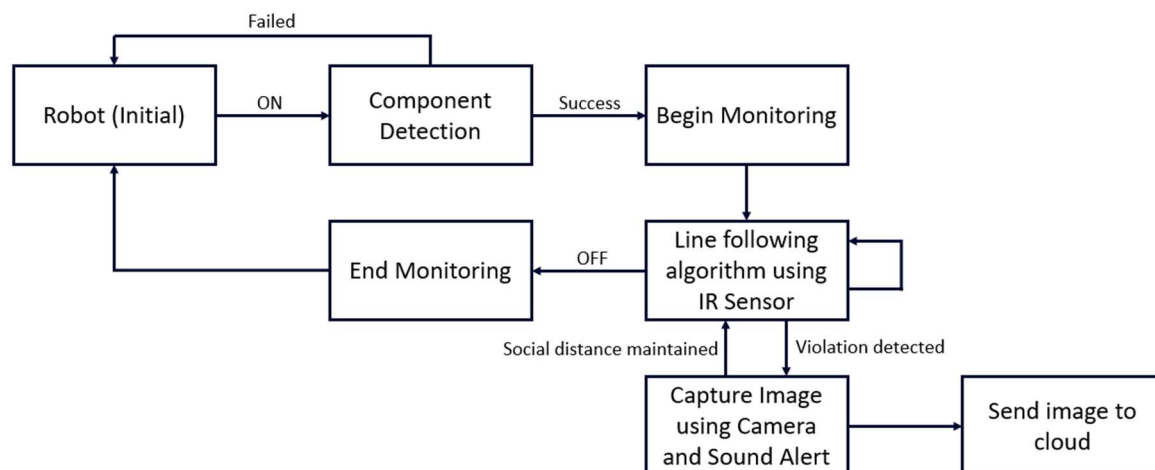 Failed
Robot (Initial)
ON
Component
Detection
Success
Begin Monitoring
End Monitoring
OFF
Line following
algorithm using
IR Sensor
Social distance maintained
Violation detected
Capture Image
using Camera
and Sound Alert
Send image to
cloud